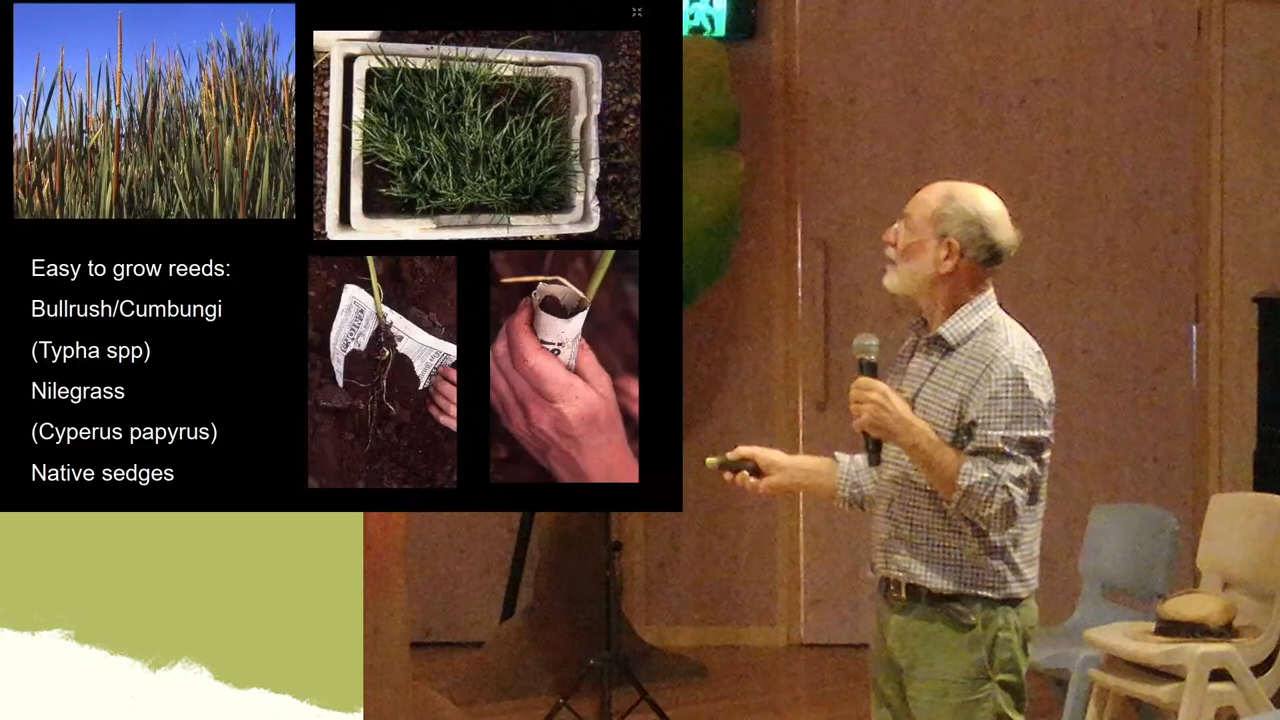 Easy to grow reeds:
Bullrush/Cumbungi
(Typha spp)
Nilegrass
(Cyperus papyrus)
Native sedges